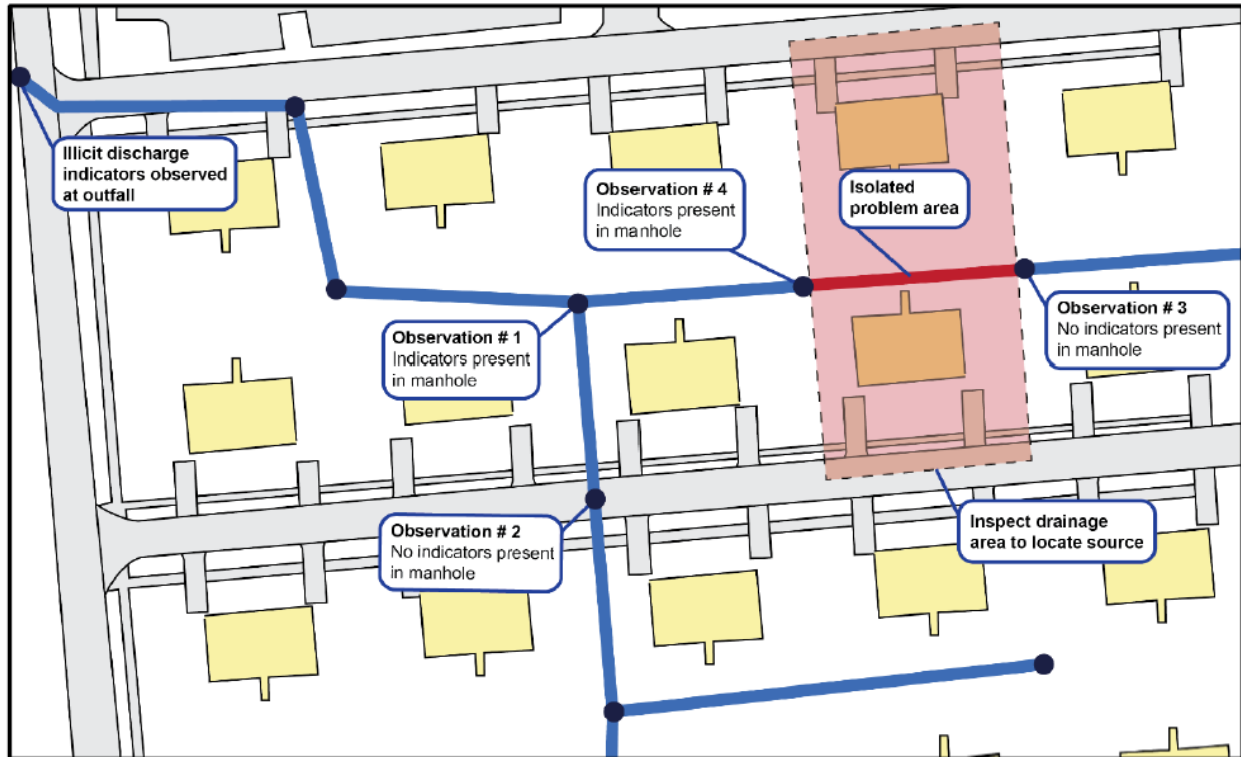 Illicit discharge
indicators observed
at outfall
Observation # 4
Indicators present
in manhole
Isolated
problem area
Observation # 1
Indicators present
in manhole
Observation # 3
No indicators present
in manhole
Observation # 2
No indicators present
in manhole
Inspect drainage
area to locate source